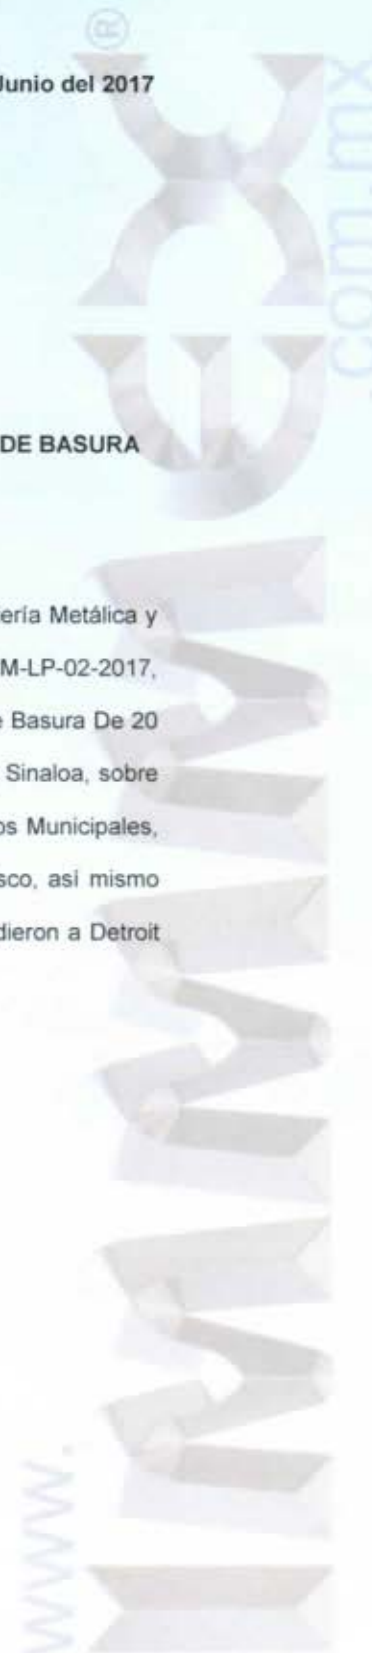 Junio del 2017
DE BASURA
ería Metálica y
M-LP-02-2017,
e Basura De 20
Sinaloa, sobre
os Municipales,
sco, asi mismo
dieron a Detroit
www.IMMMex.com.mx
®